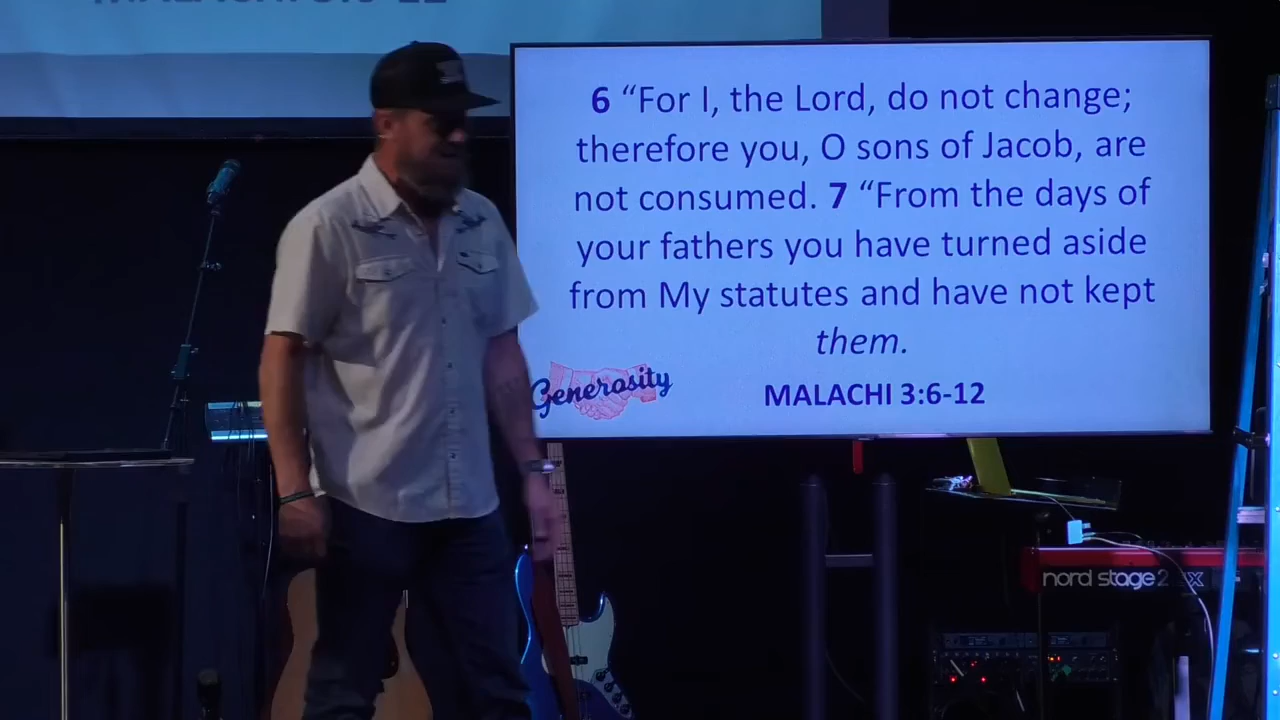 6 “For I, the Lord, do not change;
therefore you, O sons of Jacob, are
not consumed. 7 “From the days of
your fathers you have turned aside
from My statutes and have not kept
them.
Generosity
MALACHI 3:6-12
nord stage 2